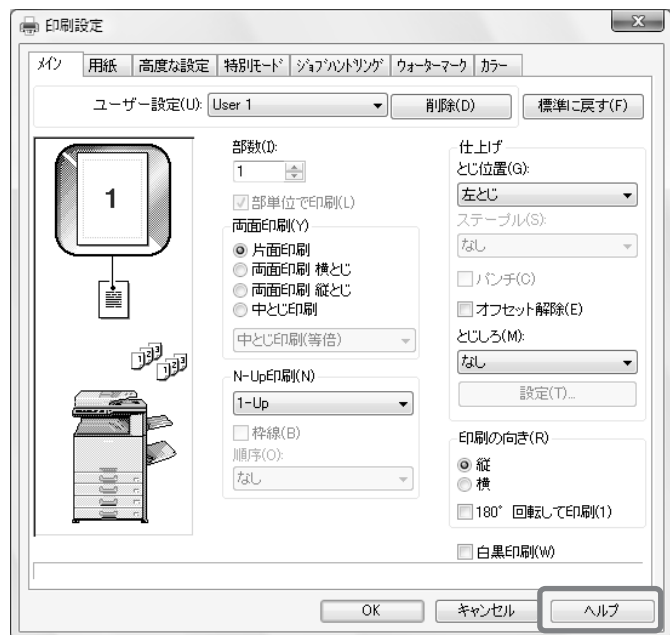 印刷設定
メイン 用紙 高度な設定 特別モード ジョブハンドリング ウォーターマーク カラー
ユーザー設定(U): User 1 削除(D) 標準に戻す(F)
1
1 2 3
1 2 3
部数(I):
1
部単位で印刷(L)
両面印刷(Y)
片面印刷
両面印刷 横とじ
両面印刷 縦とじ
中とじ印刷
中とじ印刷(等倍)
N-Up印刷(N)
1-Up
枠線(B)
順序(O):
なし
仕上げ
とじ位置(G):
左とじ
ステープル(S):
なし
パンチ(C)
オフセット解除(E)
とじしろ(M):
なし
設定(T)...
印刷の向き(R)
縦
横
180° 回転して印刷(1)
白黒印刷(W)
OK キャンセル ヘルプ